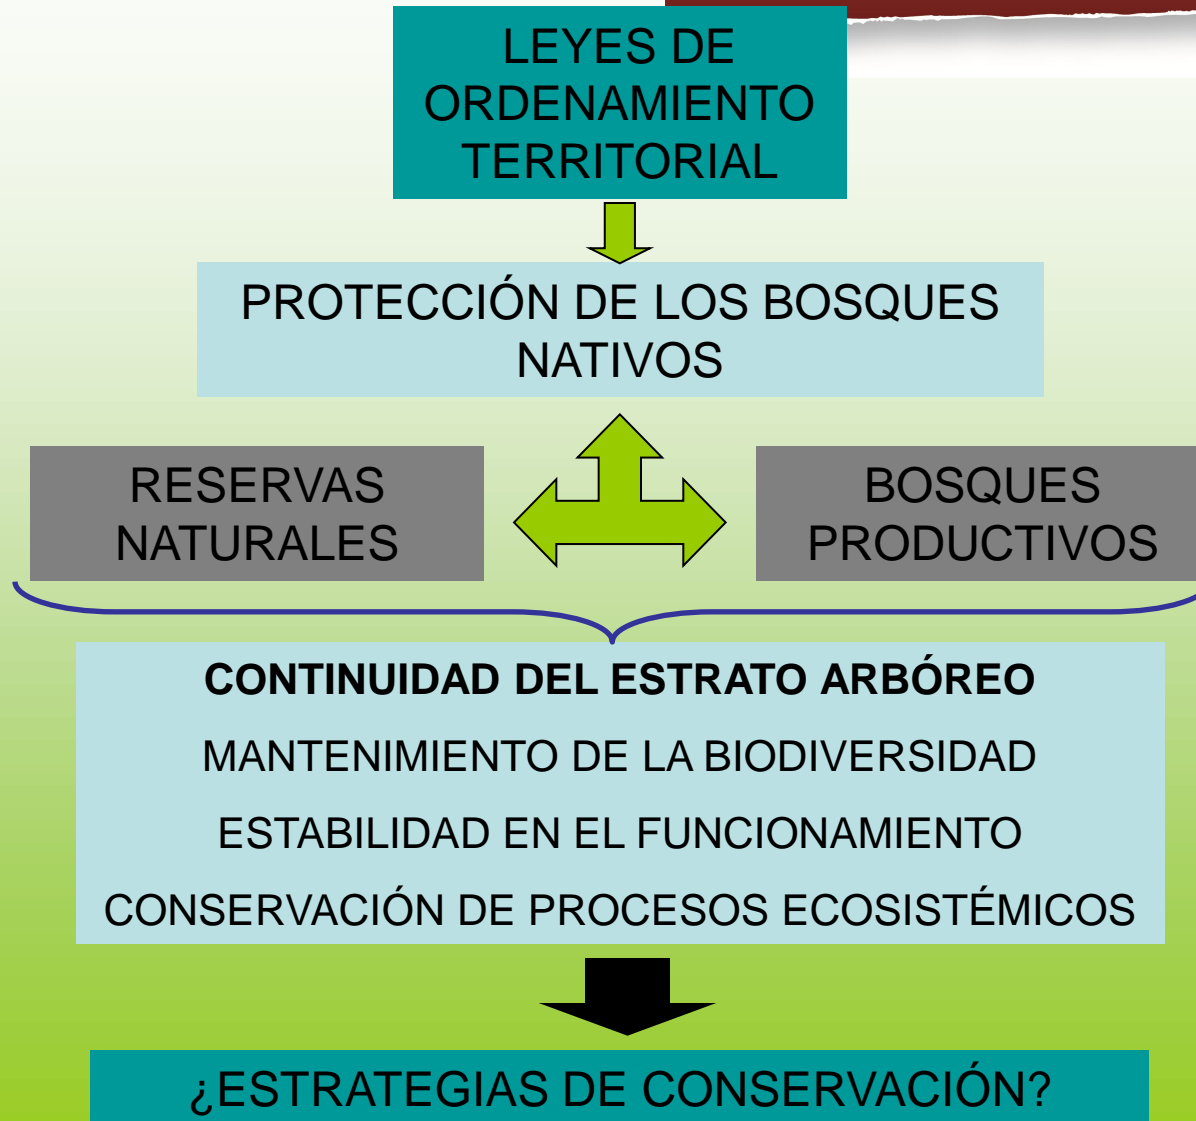 LEYES DE
ORDENAMIENTO
TERRITORIAL
PROTECCIÓN DE LOS BOSQUES
NATIVOS
RESERVAS
NATURALES
BOSQUES
PRODUCTIVOS
CONTINUIDAD DEL ESTRATO ARBÓREO
MANTENIMIENTO DE LA BIODIVERSIDAD
ESTABILIDAD EN EL FUNCIONAMIENTO
CONSERVACIÓN DE PROCESOS ECOSISTÉMICOS
¿ESTRATEGIAS DE CONSERVACIÓN?